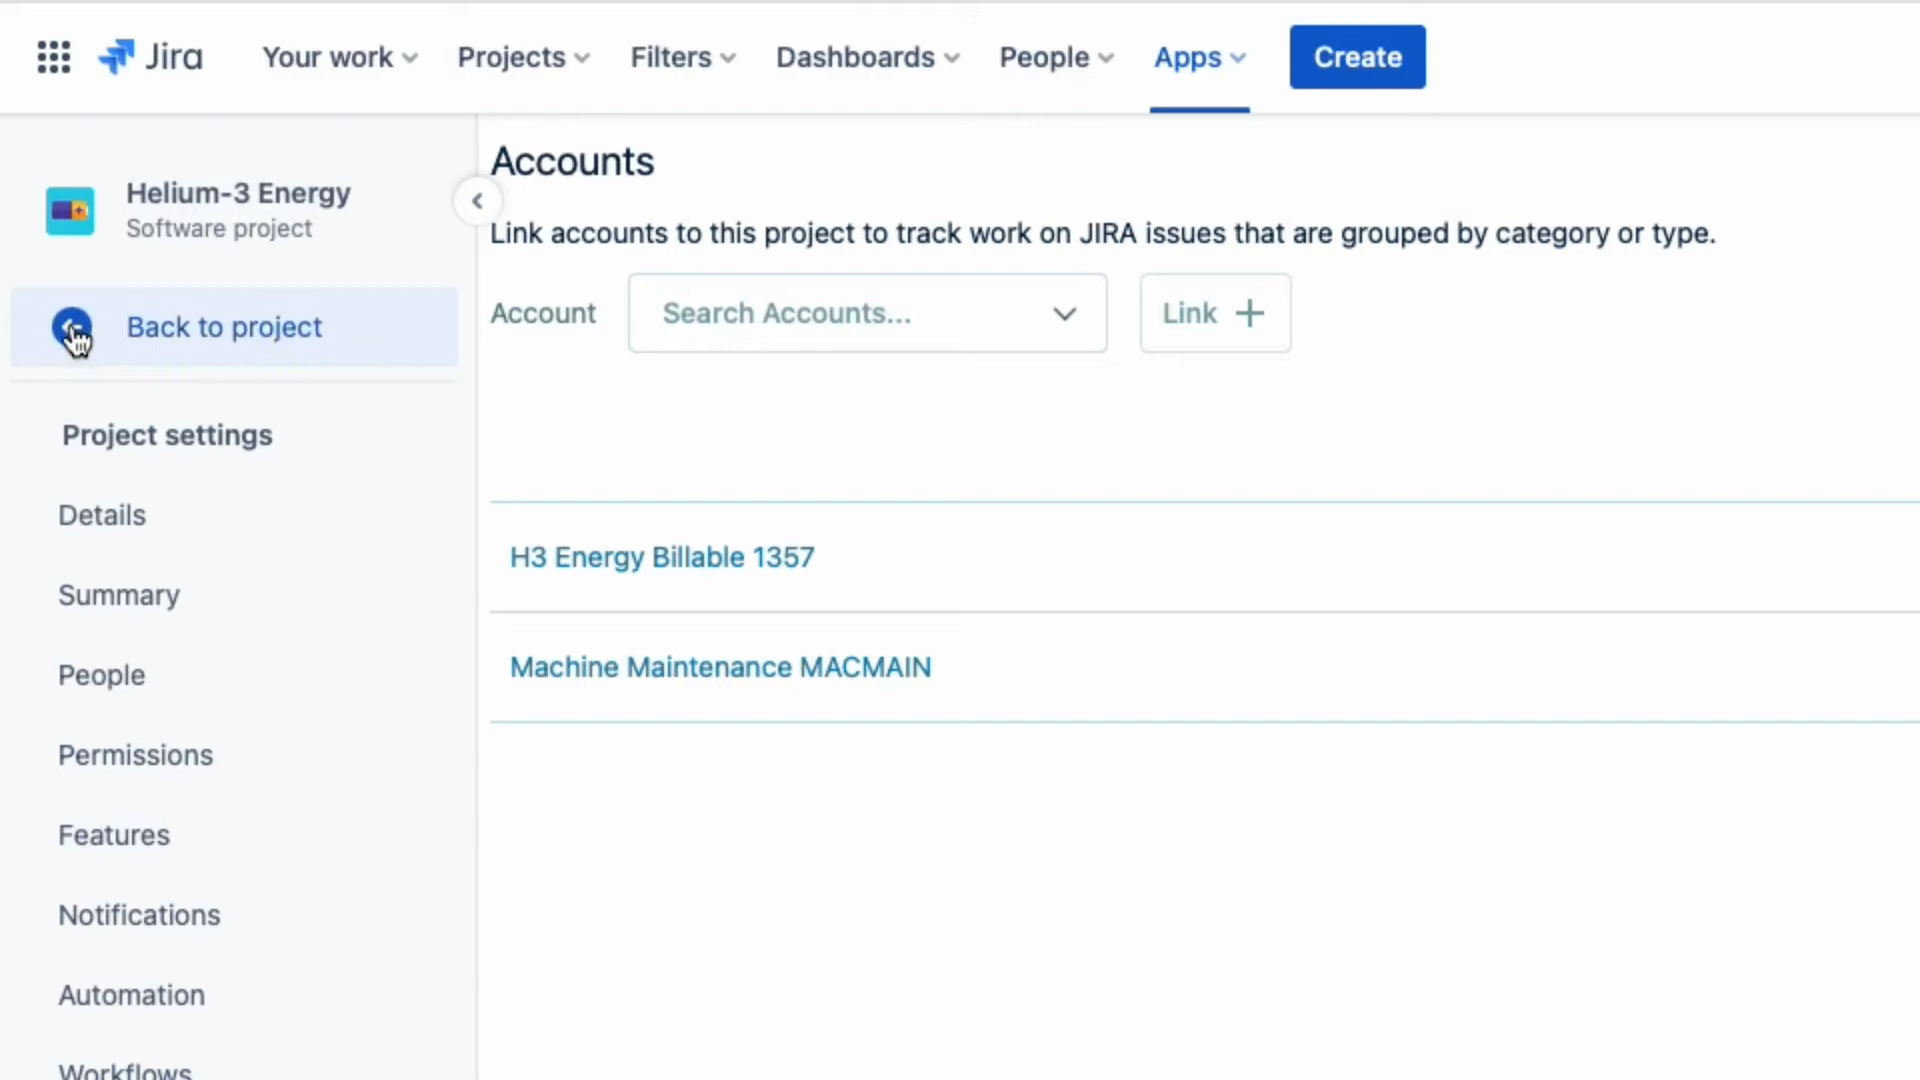 Jira Your work Projects Filters Dashboards People Apps Create
Helium-3 Energy
Software project
Back to project
Project settings
Details
Summary
People
Permissions
Features
Notifications
Automation
Workflows
Accounts
Link accounts to this project to track work on JIRA issues that are grouped by category or type.
Account Search Accounts... Link +
H3 Energy Billable 1357
Machine Maintenance MACMAIN